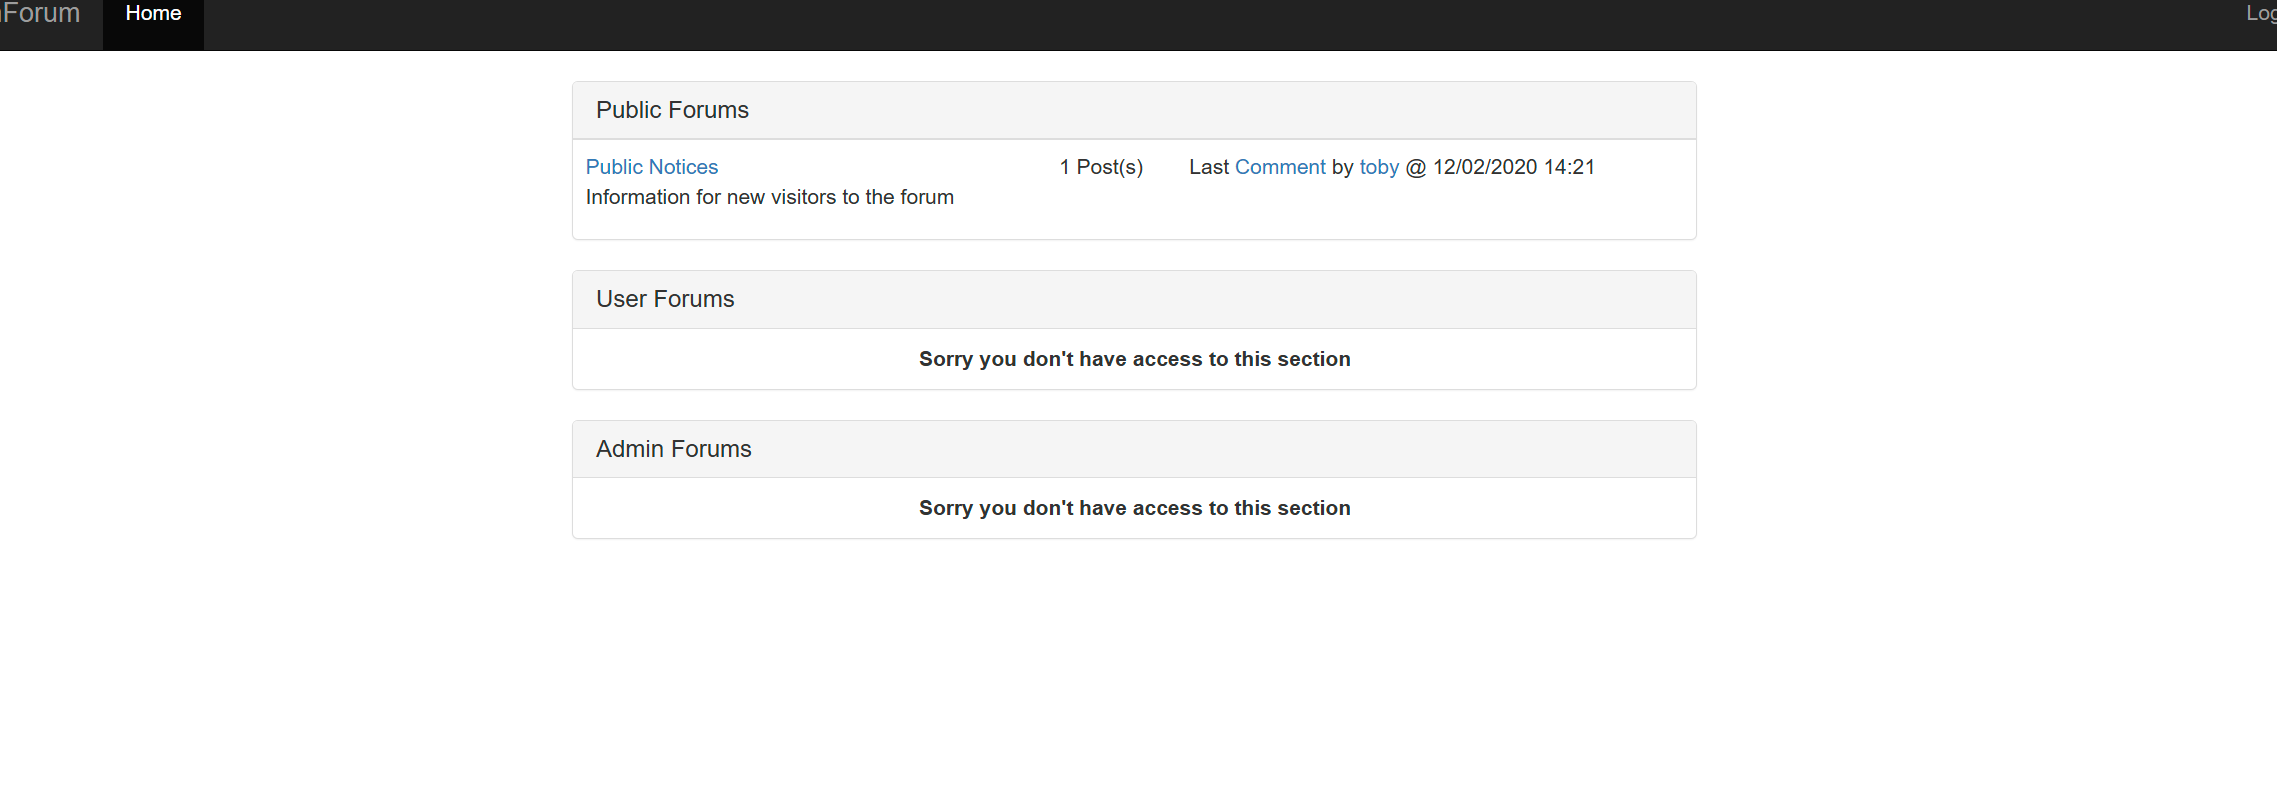 Forum Home Log
Public Forums
Public Notices 1 Post(s) Last Comment by toby @ 12/02/2020 14:21
Information for new visitors to the forum
User Forums
Sorry you don't have access to this section
Admin Forums
Sorry you don't have access to this section